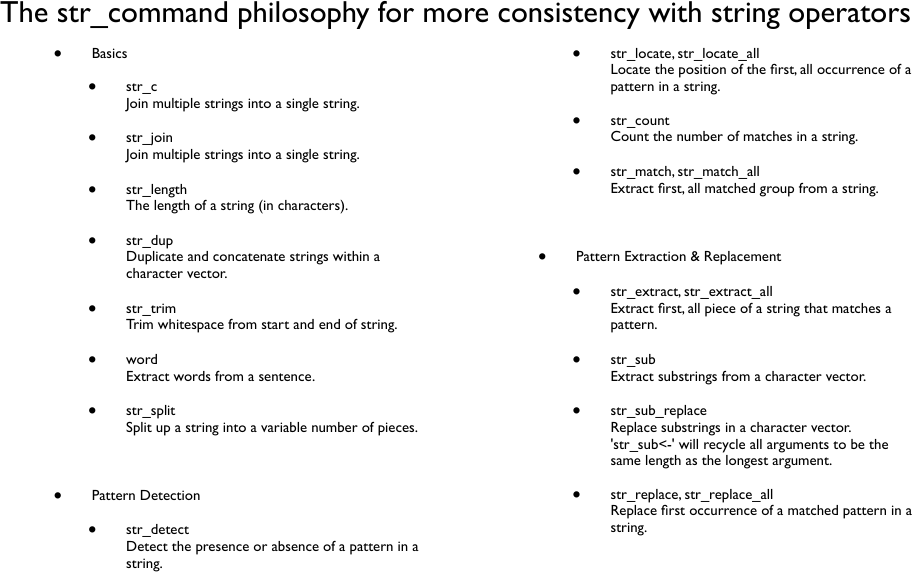 The str_command philosophy for more consistency with string operators
• Basics
• str_c
Join multiple strings into a single string.
• str_join
Join multiple strings into a single string.
• str_length
The length of a string (in characters).
• str_dup
Duplicate and concatenate strings within a
character vector.
• str_trim
Trim whitespace from start and end of string.
• word
Extract words from a sentence.
• str_split
Split up a string into a variable number of pieces.
• Pattern Detection
• str_detect
Detect the presence or absence of a pattern in a
string.
• str_locate, str_locate_all
Locate the position of the first, all occurrence of a
pattern in a string.
• str_count
Count the number of matches in a string.
• str_match, str_match_all
Extract first, all matched group from a string.
• Pattern Extraction & Replacement
• str_extract, str_extract_all
Extract first, all piece of a string that matches a
pattern.
• str_sub
Extract substrings from a character vector.
• str_sub_replace
Replace substrings in a character vector.
'str_sub<-' will recycle all arguments to be the
same length as the longest argument.
• str_replace, str_replace_all
Replace first occurrence of a matched pattern in a
string.